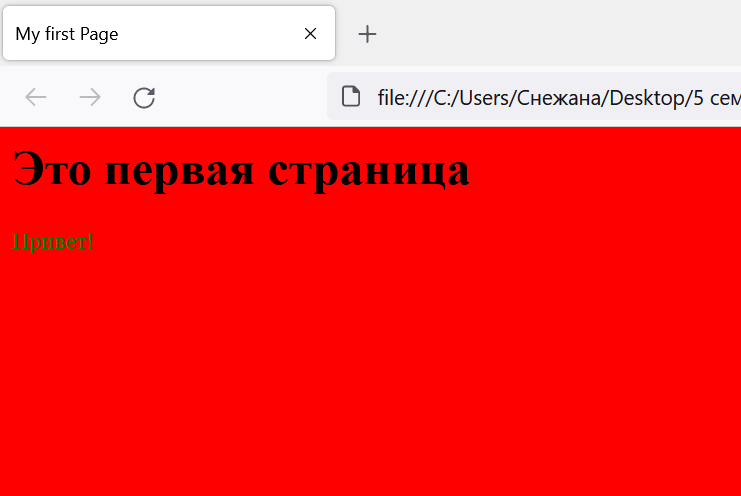 My first Page
file:///C:/Users/Снежана/Desktop/5 сем
Это первая страница
Привет!